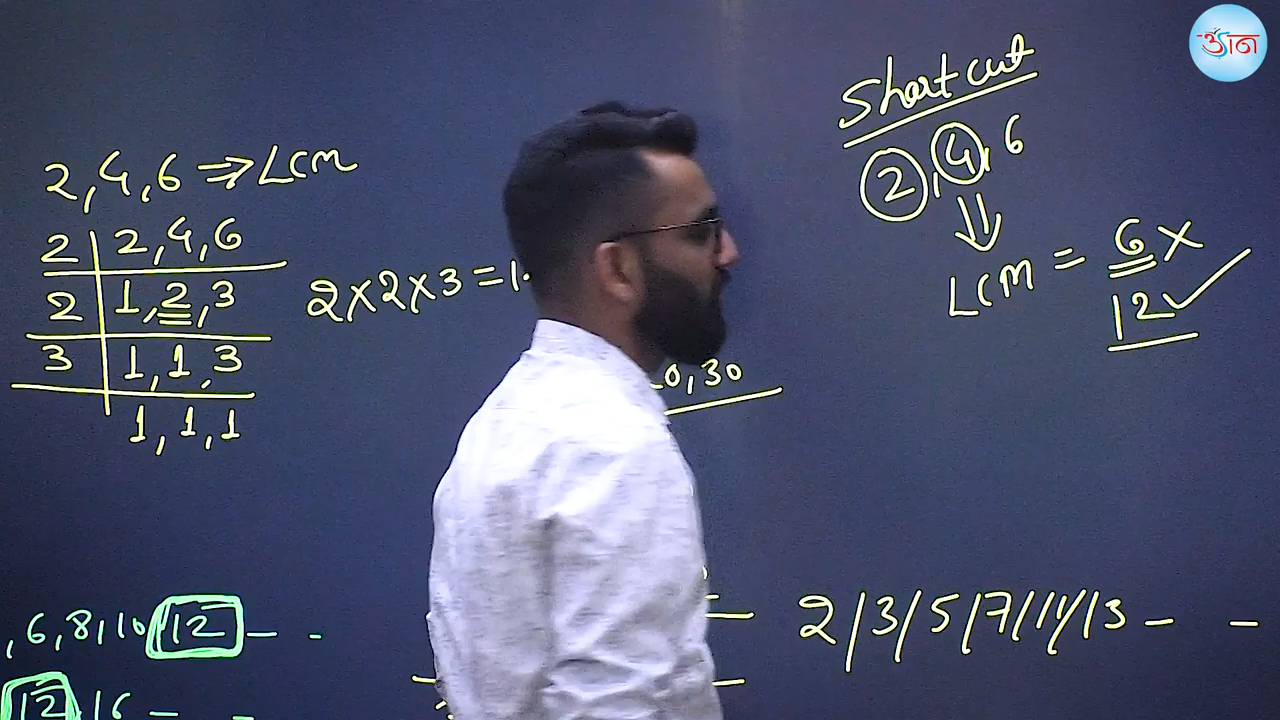 2,4,6 ⇒ LCM
2 | 2,4,6
2 | 1,2,3
3 | 1,1,3
1,1,1
2×2×3=1
0,30
,6,8,10,12 - -
12, 16 - -
Short cut
2,4,6
⇓
LCM = 6 ×
12 ✓
2/3/5/7/11/13 - -
ज्ञान